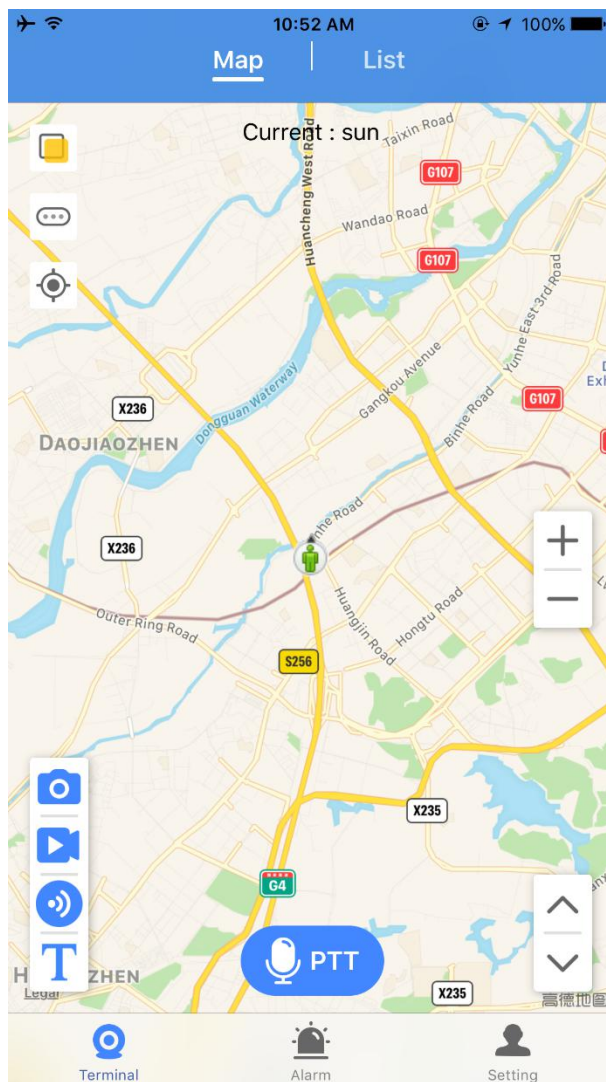 10:52 AM
100%
Map
List
Current : sun
Taixin Road
G107
Huancheng West Road
Wandao Road
G107
Yunhe East 3rd Road
Dongguan Waterway
Gangkou Avenue
Binhe Road
G107
X236
DAOJIAOZHEN
X236
Outer Ring Road
Huangjin Road
Hongtu Road
S256
X235
G4
T
PTT
ZHEN
Legal
X235
高德地图
Terminal
Alarm
Setting